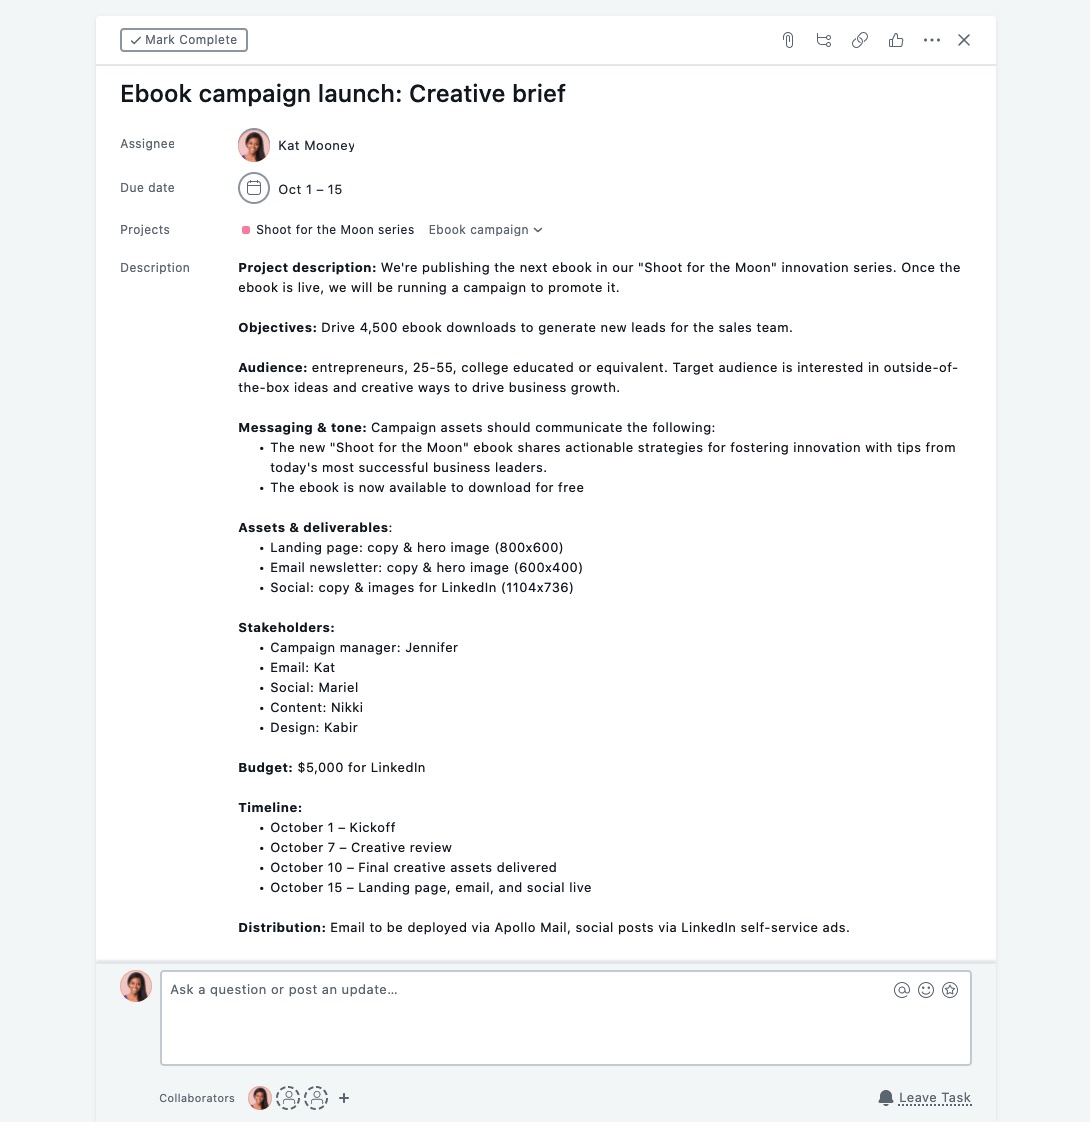 Mark Complete
Ebook campaign launch: Creative brief
Assignee
Kat Mooney
Due date
Oct 1 – 15
Projects
Shoot for the Moon series Ebook campaign
Description
Project description: We're publishing the next ebook in our "Shoot for the Moon" innovation series. Once the
ebook is live, we will be running a campaign to promote it.
Objectives: Drive 4,500 ebook downloads to generate new leads for the sales team.
Audience: entrepreneurs, 25-55, college educated or equivalent. Target audience is interested in outside-of-
the-box ideas and creative ways to drive business growth.
Messaging & tone: Campaign assets should communicate the following:
• The new "Shoot for the Moon" ebook shares actionable strategies for fostering innovation with tips from
today's most successful business leaders.
• The ebook is now available to download for free
Assets & deliverables:
• Landing page: copy & hero image (800x600)
• Email newsletter: copy & hero image (600x400)
• Social: copy & images for LinkedIn (1104x736)
Stakeholders:
• Campaign manager: Jennifer
• Email: Kat
• Social: Mariel
• Content: Nikki
• Design: Kabir
Budget: $5,000 for LinkedIn
Timeline:
• October 1 – Kickoff
• October 7 – Creative review
• October 10 – Final creative assets delivered
• October 15 – Landing page, email, and social live
Distribution: Email to be deployed via Apollo Mail, social posts via LinkedIn self-service ads.
Ask a question or post an update...
Collaborators
Leave Task